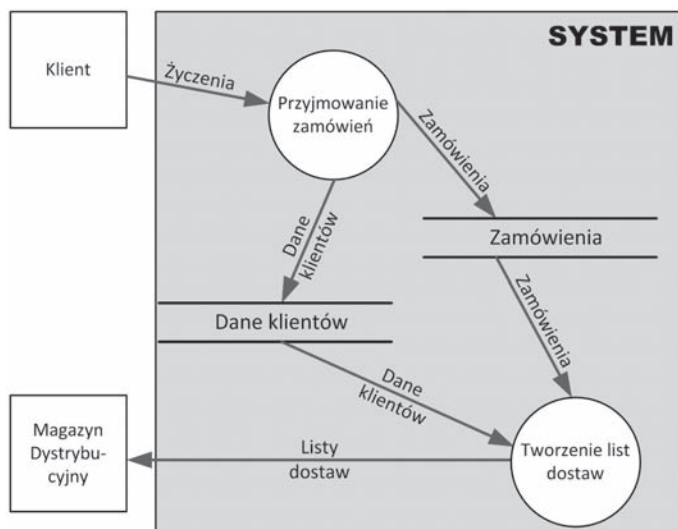 SYSTEM
Klient
Życzenia
Przyjmowanie
zamówień
Zamówienia
Dane
klientów
Zamówienia
Dane klientów
Zamówienia
Dane
klientów
Magazyn
Dystrybu-
cyjny
Listy
dostaw
Tworzenie list
dostaw